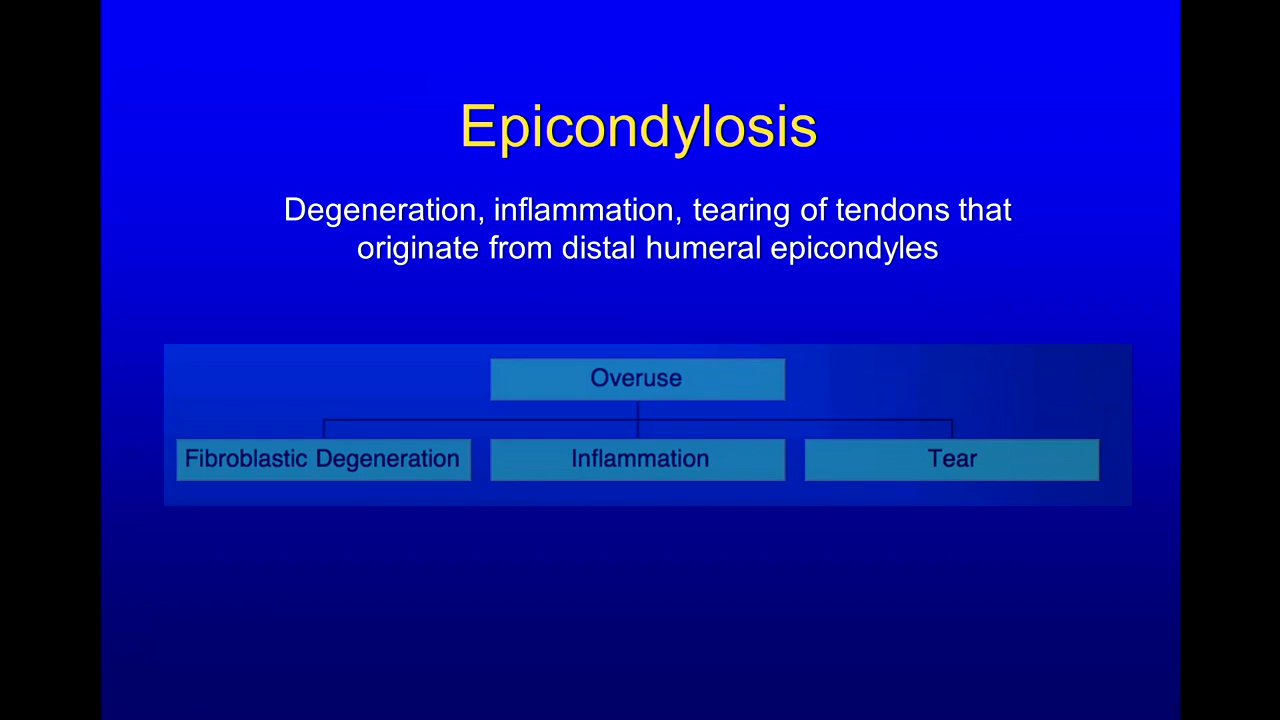 Epicondylosis
Degeneration, inflammation, tearing of tendons that
originate from distal humeral epicondyles
Overuse
Fibroblastic Degeneration
Inflammation
Tear